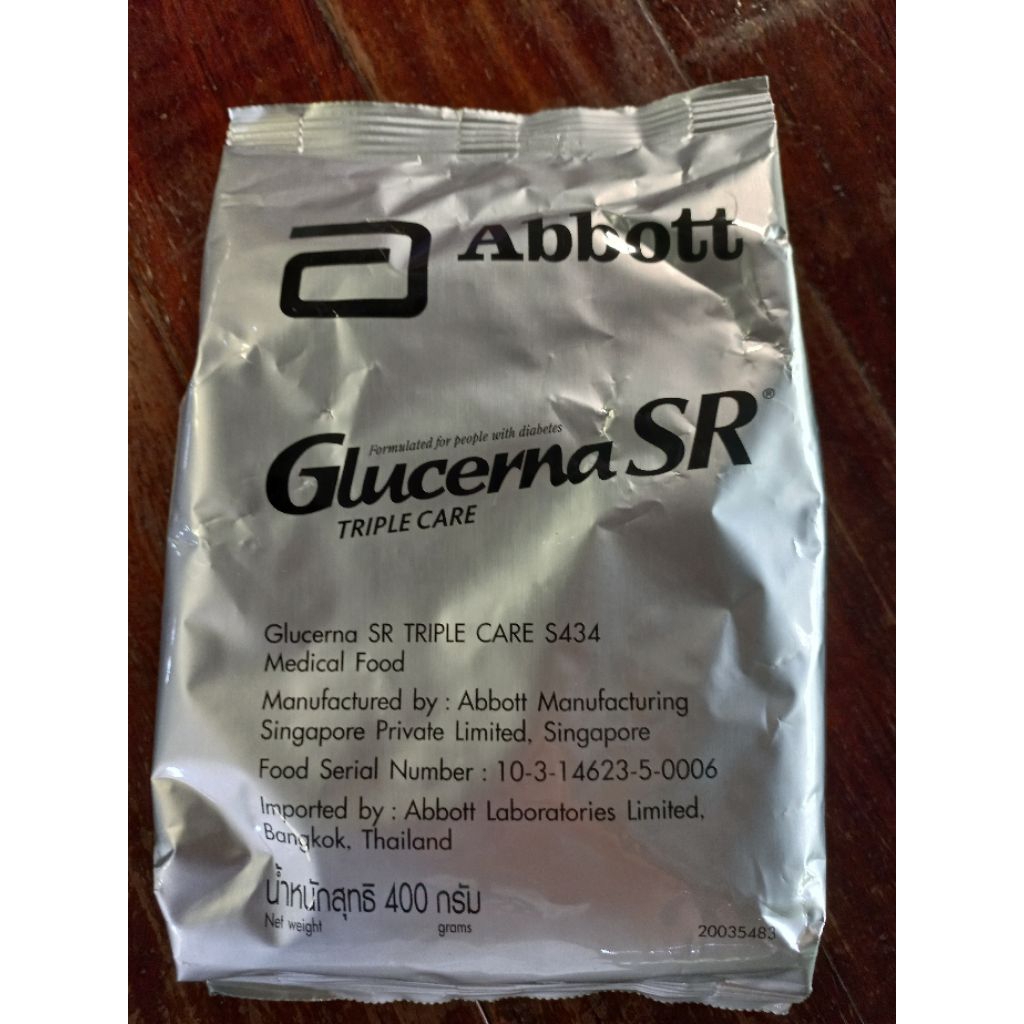 Abbott
Formulated for people with diabetes
Glucerna SR®
TRIPLE CARE
Glucerna SR TRIPLE CARE S434
Medical Food
Manufactured by : Abbott Manufacturing
Singapore Private Limited, Singapore
Food Serial Number : 10-3-14623-5-0006
Imported by : Abbott Laboratories Limited,
Bangkok, Thailand
น้ำหนักสุทธิ 400 กรัม
Net weight grams
20035483